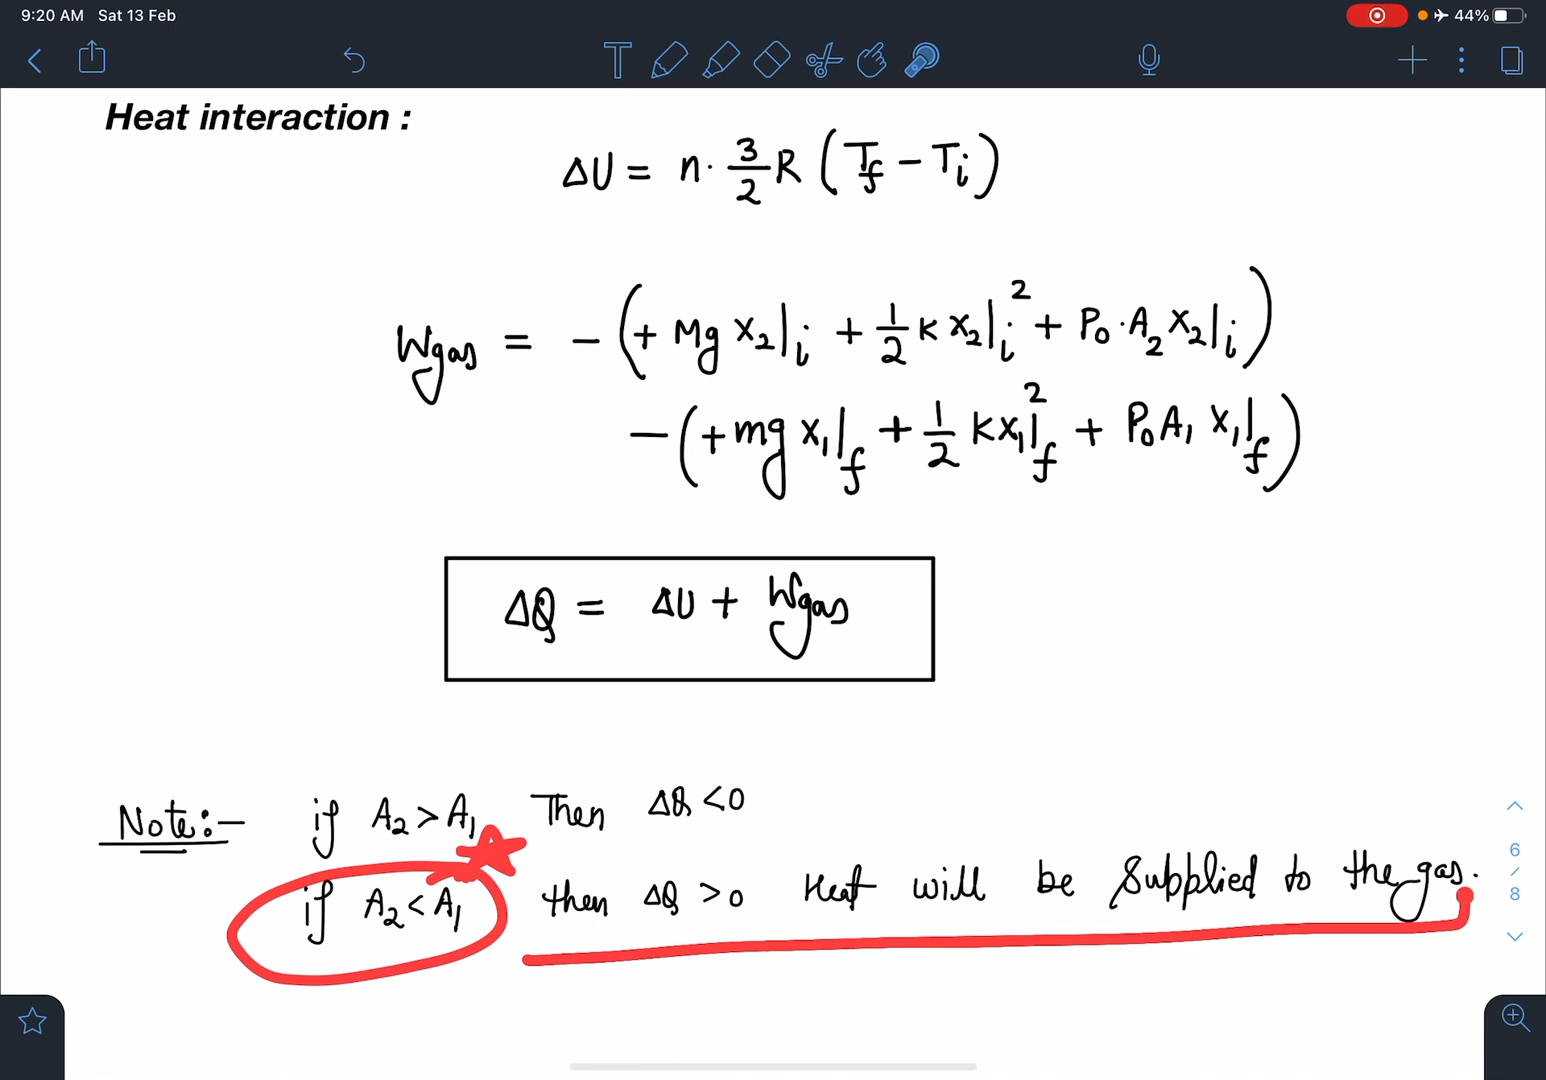 9:20 AM Sat 13 Feb
44%
Heat interaction :
ΔU = n · 3/2 R (Tf − Ti)
Wgas = − (+ Mg x₂|i + 1/2 K x₂|i² + P₀ · A₂ x₂|i)
− (+ mg x₁|f + 1/2 K x₁|f² + P₀ A₁ x₁|f)
ΔQ = ΔU + Wgas
Note:- if A₂ > A₁ Then ΔQ < 0
if A₂ < A₁ then ΔQ > 0 Heat will be Supplied to the gas.
6
/
8